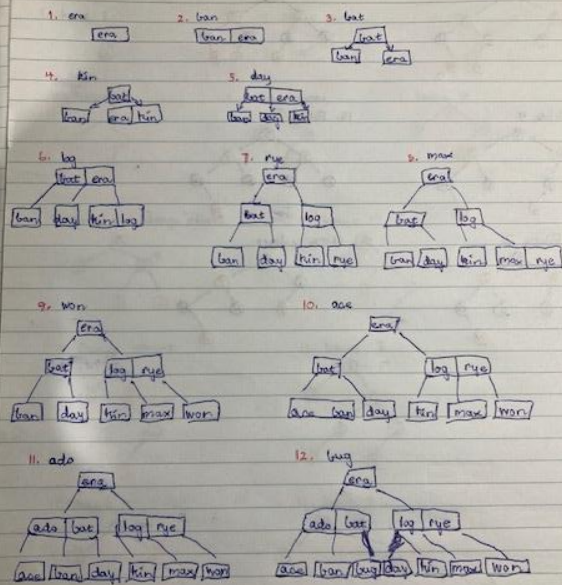 1. era
era
2. ban
ban era
3. bat
bat
ban era
4. kin
bat
ban era kin
5. day
bat era
ban day kin
6. log
bat era
ban day kin log
7. rye
era
bat log
ban day kin rye
8. max
era
bat log
ban day kin max rye
9. won
era
bat log rye
ban day kin max won
10. ace
era
bat log rye
ace ban day kin max won
11. ado
era
ado bat log rye
ace ban day kin max won
12. bug
era
ado bat log rye
ace ban bug day kin max won